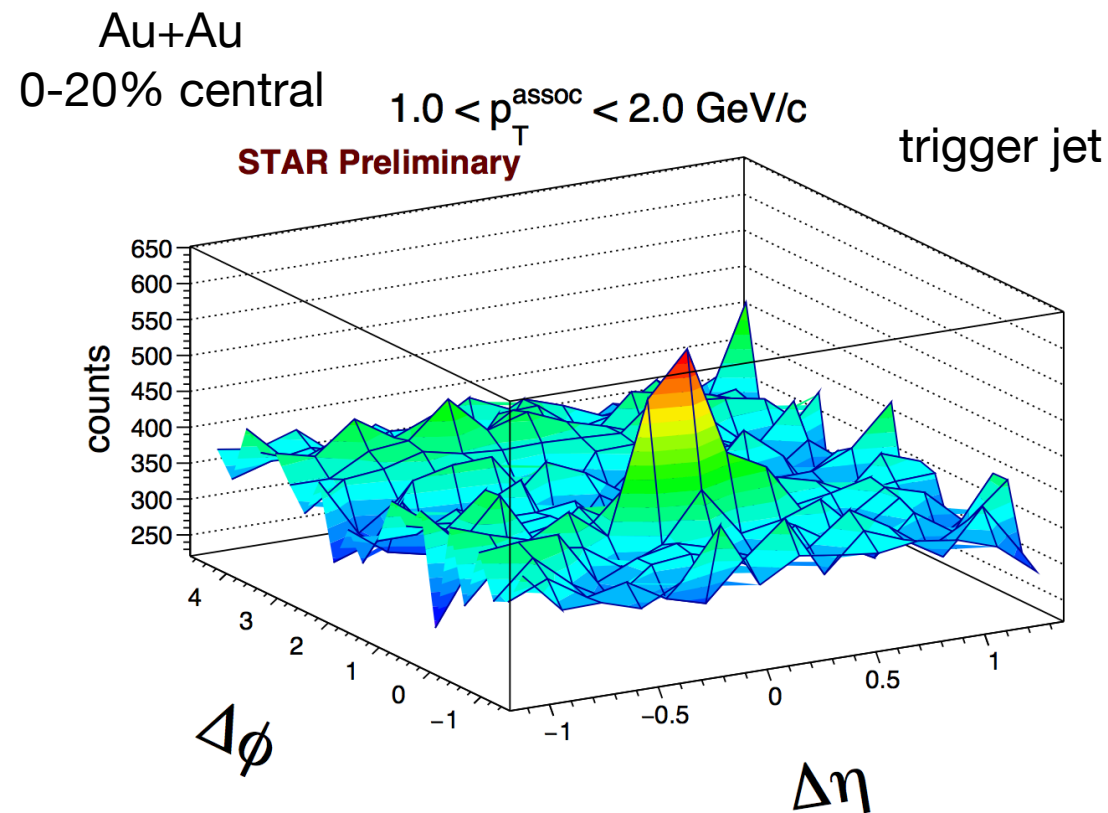 Au+Au
0-20% central
1.0 < p_T^assoc < 2.0 GeV/c
STAR Preliminary
trigger jet
650
600
550
500
450
400
350
300
250
counts
4
3
2
1
0
−1
Δϕ
−1
−0.5
0
0.5
1
Δη